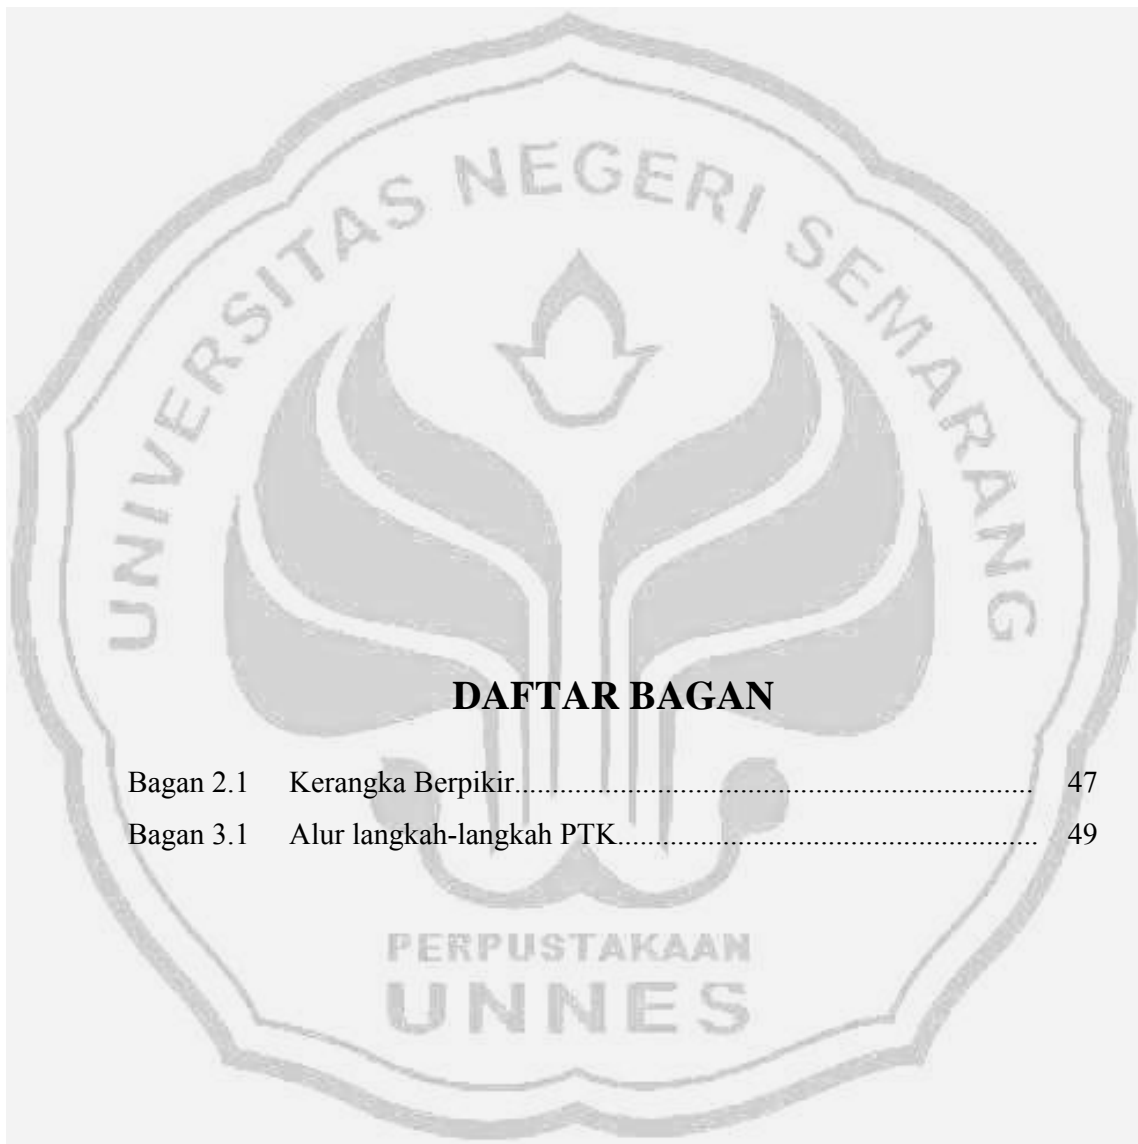 UNIVERSITAS NEGERI SEMARANG
DAFTAR BAGAN
Bagan 2.1 Kerangka Berpikir.......................................................... 47
Bagan 3.1 Alur langkah-langkah PTK............................................... 49
PERPUSTAKAAN
UNNES